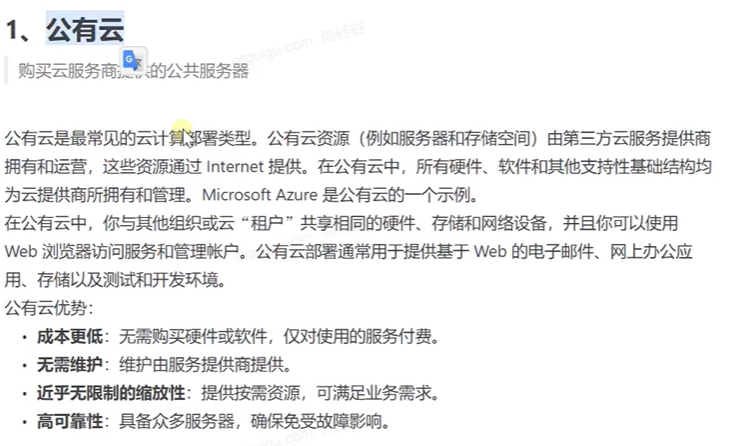 1、公有云
购买云服务商提供的公共服务器
公有云是最常见的云计算部署类型。公有云资源（例如服务器和存储空间）由第三方云服务提供商
拥有和运营，这些资源通过 Internet 提供。在公有云中，所有硬件、软件和其他支持性基础结构均
为云提供商所拥有和管理。Microsoft Azure 是公有云的一个示例。
在公有云中，你与其他组织或云“租户”共享相同的硬件、存储和网络设备，并且你可以使用
Web 浏览器访问服务和管理帐户。公有云部署通常用于提供基于 Web 的电子邮件、网上办公应
用、存储以及测试和开发环境。
公有云优势：
• 成本更低：无需购买硬件或软件，仅对使用的服务付费。
• 无需维护：维护由服务提供商提供。
• 近乎无限制的缩放性：提供按需资源，可满足业务需求。
• 高可靠性：具备众多服务器，确保免受故障影响。